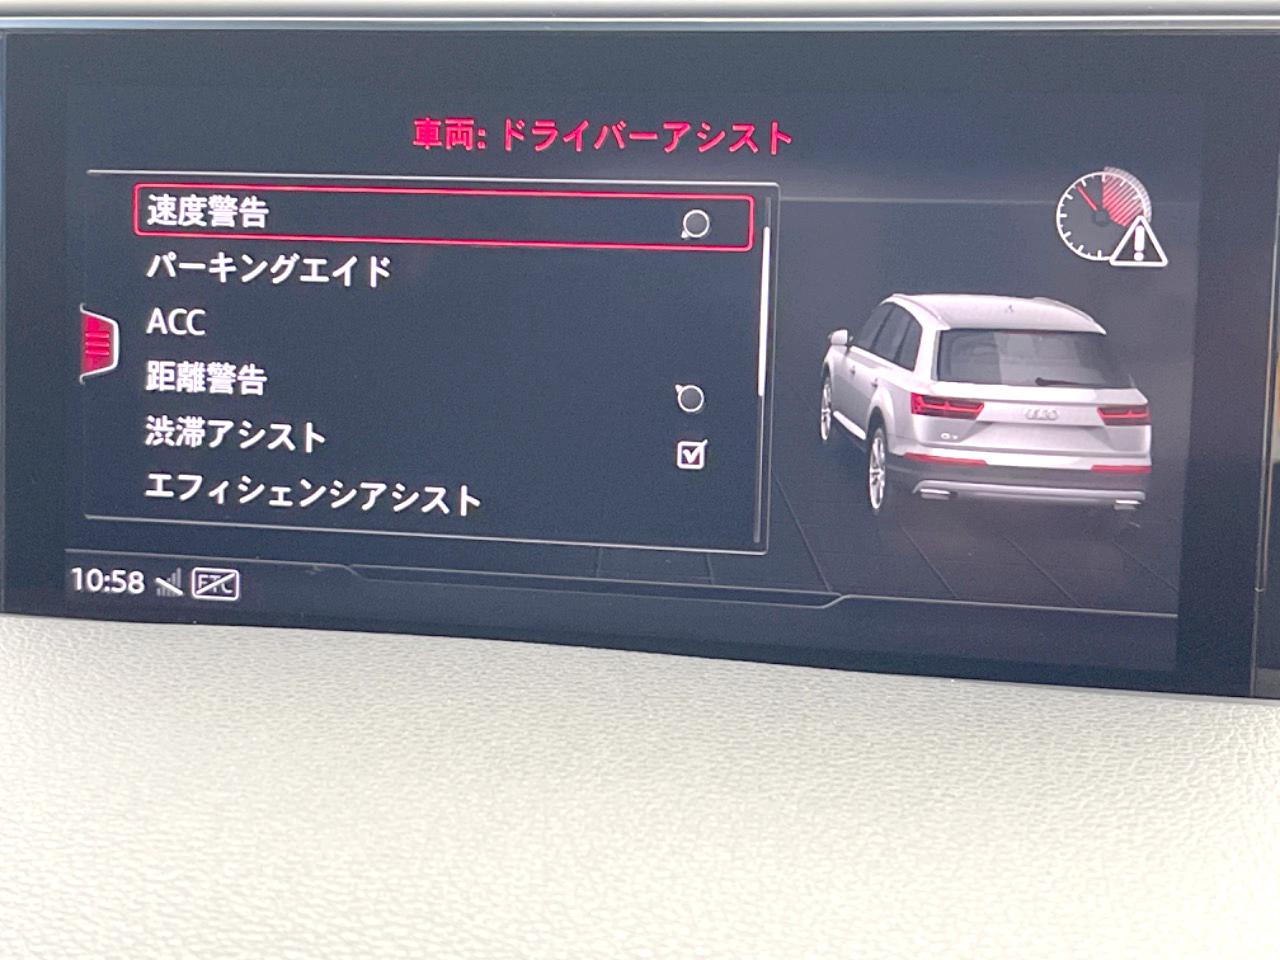 車両: ドライバーアシスト
速度警告
パーキングエイド
ACC
距離警告
渋滞アシスト
エフィシェンシアシスト
10:58 ETC